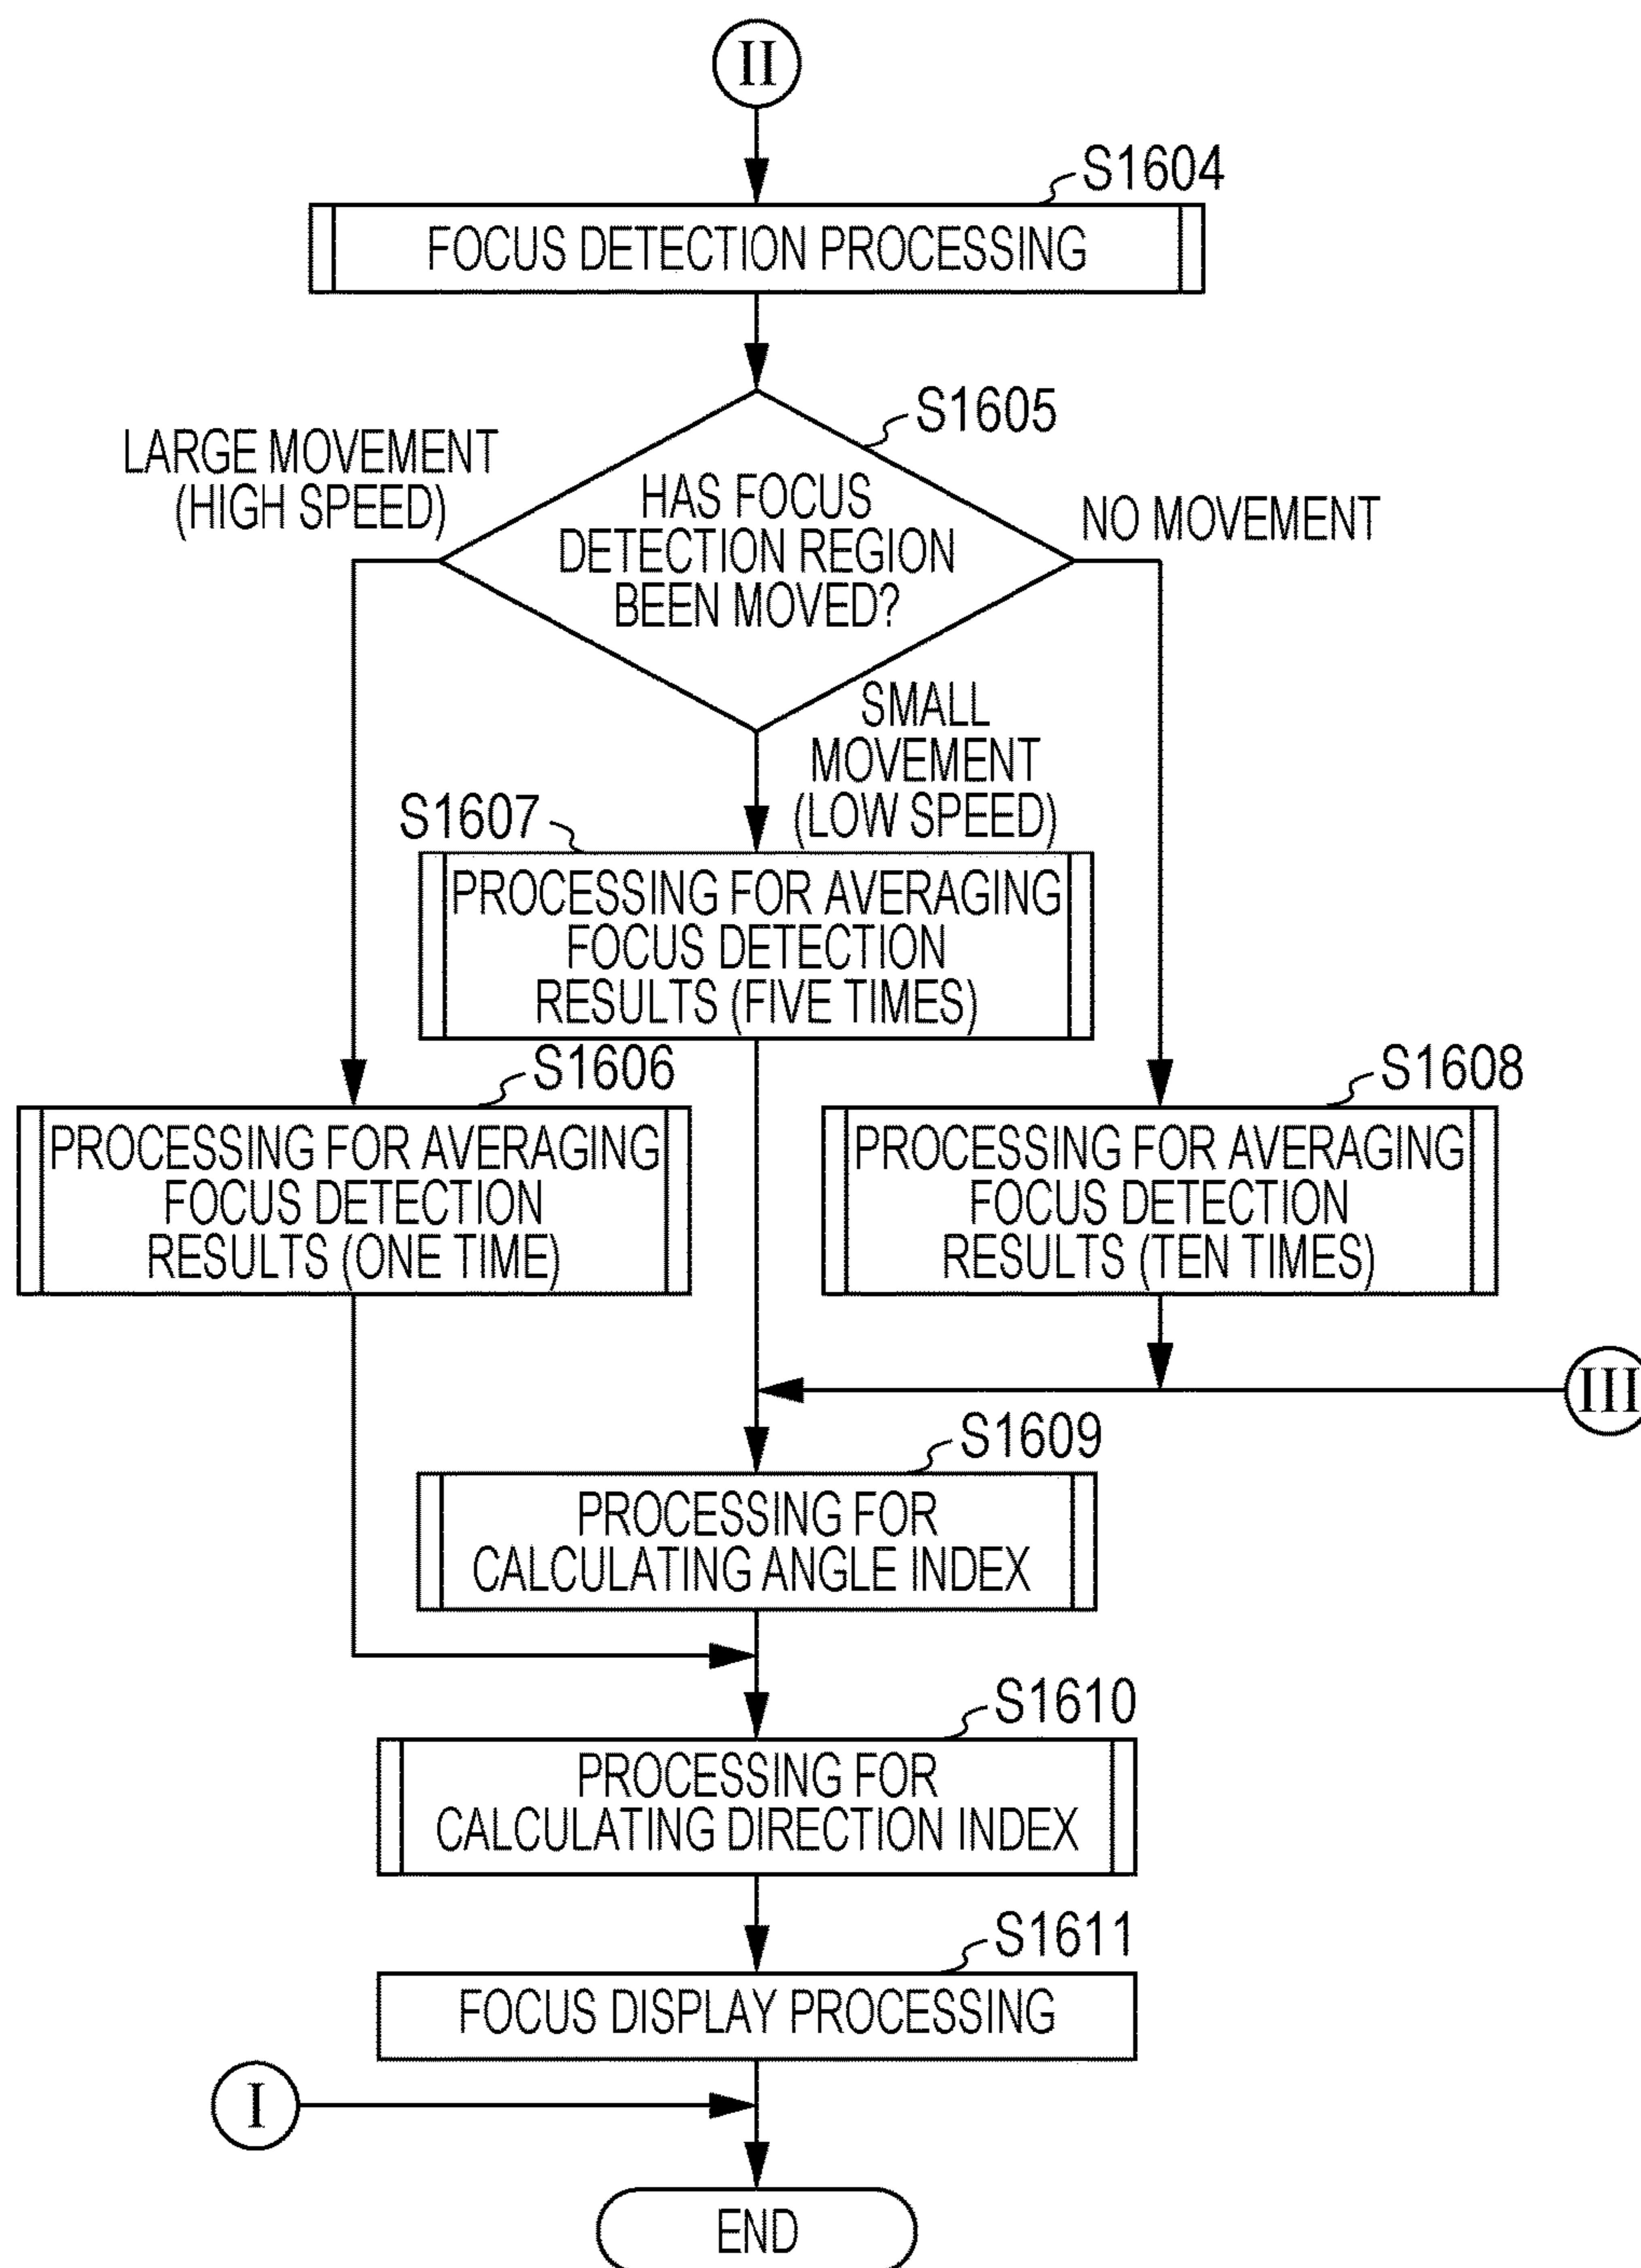 II
S1604
FOCUS DETECTION PROCESSING
S1605
LARGE MOVEMENT
(HIGH SPEED)
HAS FOCUS
DETECTION REGION
BEEN MOVED?
NO MOVEMENT
SMALL
MOVEMENT
(LOW SPEED)
S1607
PROCESSING FOR AVERAGING
FOCUS DETECTION
RESULTS (FIVE TIMES)
S1606
PROCESSING FOR AVERAGING
FOCUS DETECTION
RESULTS (ONE TIME)
S1608
PROCESSING FOR AVERAGING
FOCUS DETECTION
RESULTS (TEN TIMES)
III
S1609
PROCESSING FOR
CALCULATING ANGLE INDEX
S1610
PROCESSING FOR
CALCULATING DIRECTION INDEX
S1611
FOCUS DISPLAY PROCESSING
I
END